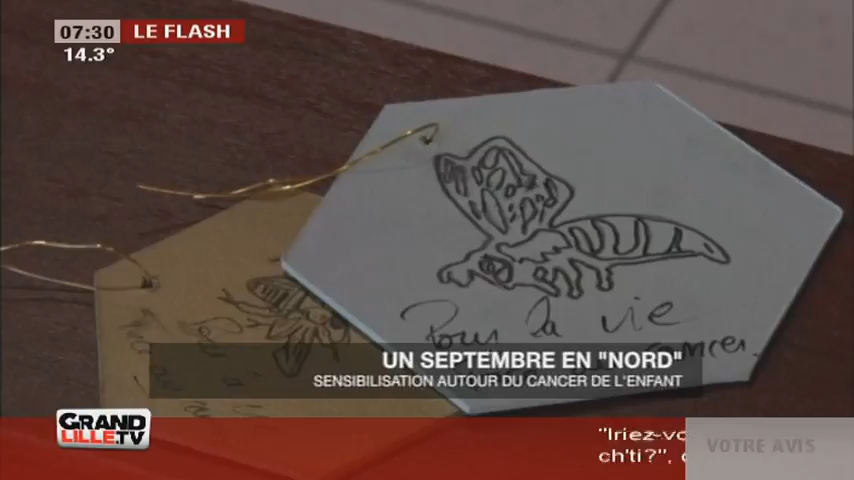 07:30 LE FLASH
14.3°
Pour la vie
cancer.
UN SEPTEMBRE EN "NORD"
SENSIBILISATION AUTOUR DU CANCER DE L'ENFANT
GRAND
LILLE.TV
"Iriez-vo
ch'ti?",
VOTRE AVIS